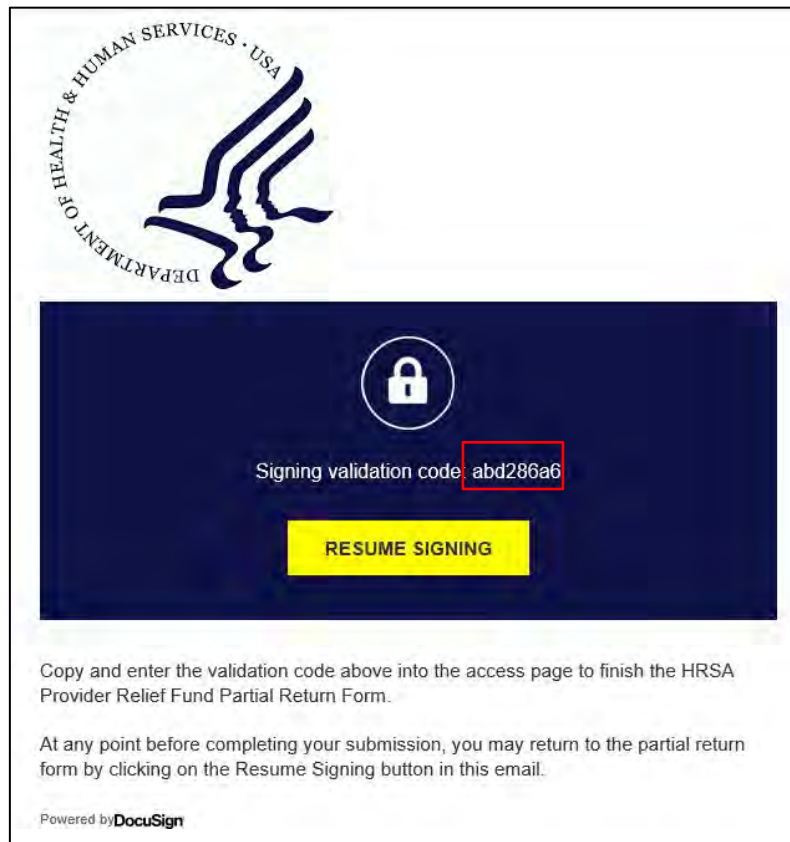 DEPARTMENT OF HEALTH & HUMAN SERVICES · USA
Signing validation code: abd286a6
RESUME SIGNING
Copy and enter the validation code above into the access page to finish the HRSA
Provider Relief Fund Partial Return Form.
At any point before completing your submission, you may return to the partial return
form by clicking on the Resume Signing button in this email.
Powered by DocuSign